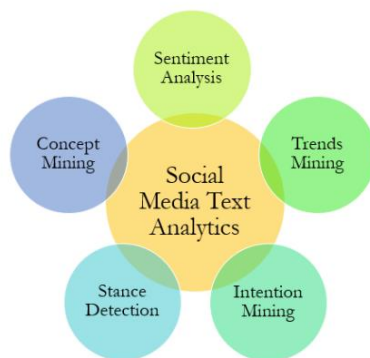 Sentiment
Analysis
Concept
Mining
Trends
Mining
Social
Media Text
Analytics
Stance
Detection
Intention
Mining